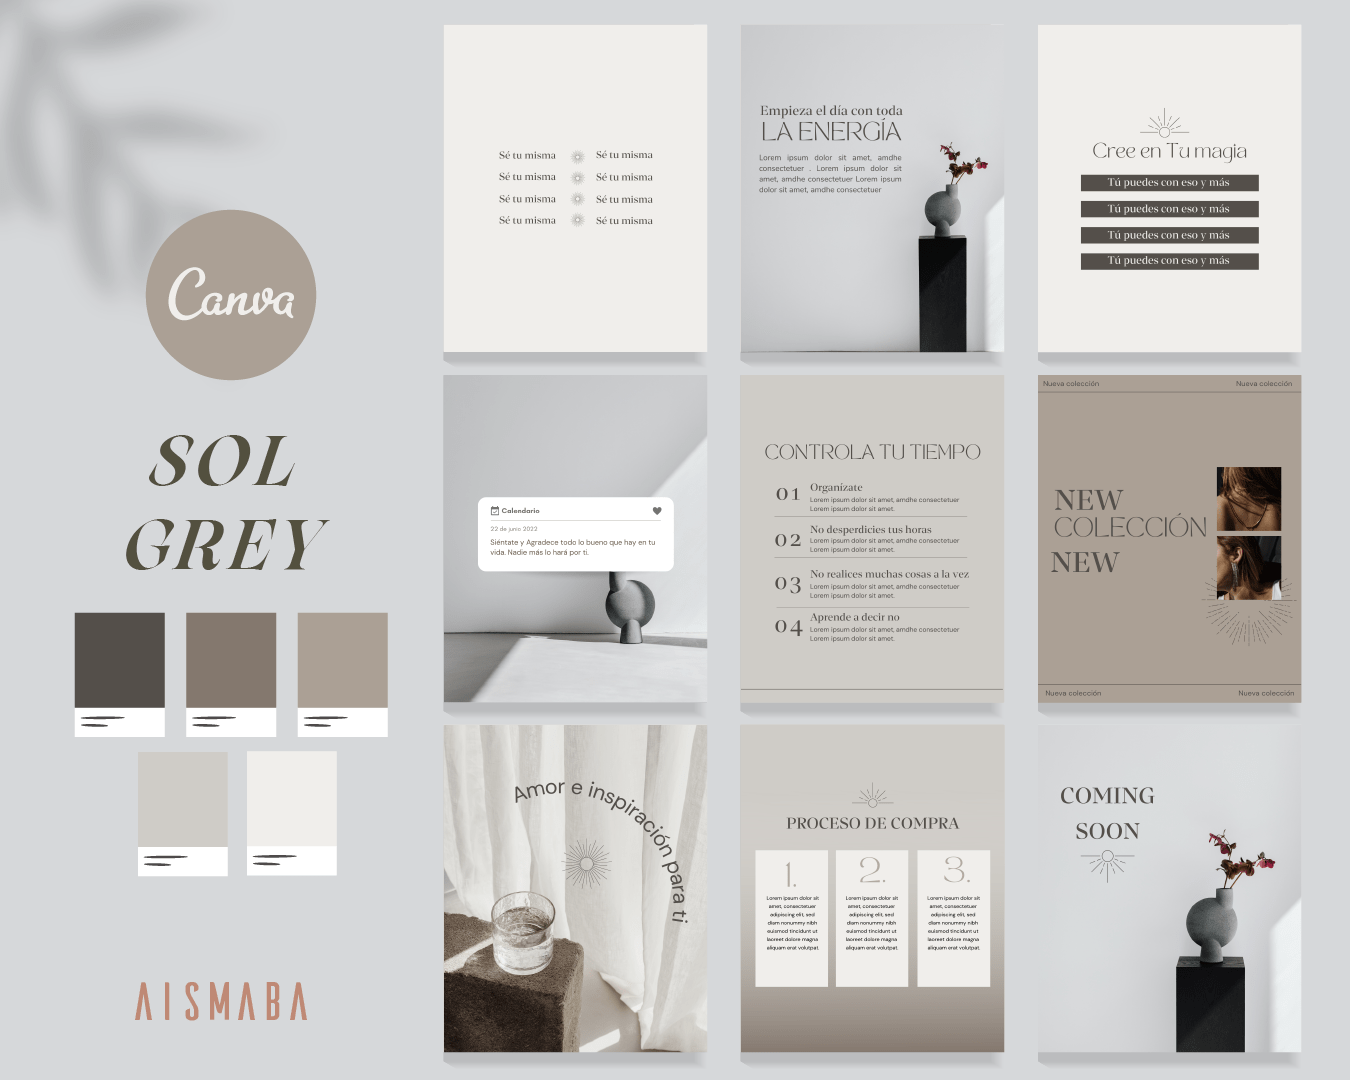 Canva
SOL
GREY
AISMABA
Sé tu misma Sé tu misma
Sé tu misma Sé tu misma
Sé tu misma Sé tu misma
Sé tu misma Sé tu misma
Empieza el día con toda
LA ENERGÍA
Lorem ipsum dolor sit amet, amdhe
consectetuer . Lorem ipsum dolor sit
amet, amdhe consectetuer Lorem ipsum
dolor sit amet, amdhe consectetuer
Cree en Tu magia
Tú puedes con eso y más
Tú puedes con eso y más
Tú puedes con eso y más
Tú puedes con eso y más
Calendario
22 de junio 2022
Siéntate y Agradece todo lo bueno que hay en tu
vida. Nadie más lo hará por ti.
CONTROLA TU TIEMPO
01 Organízate
Lorem ipsum dolor sit amet, amdhe consectetuer
Lorem ipsum dolor sit amet.
02 No desperdicies tus horas
Lorem ipsum dolor sit amet, amdhe consectetuer
Lorem ipsum dolor sit amet.
03 No realices muchas cosas a la vez
Lorem ipsum dolor sit amet, amdhe consectetuer
Lorem ipsum dolor sit amet.
04 Aprende a decir no
Lorem ipsum dolor sit amet, amdhe consectetuer
Lorem ipsum dolor sit amet.
Nueva colección Nueva colección
NEW
COLECCIÓN
NEW
Nueva colección Nueva colección
Amor e inspiración para ti
PROCESO DE COMPRA
1.
Lorem ipsum dolor sit
amet, consectetuer
adipiscing elit, sed
diam nonummy nibh
euismod tincidunt ut
laoreet dolore magna
aliquam erat volutpat.
2.
Lorem ipsum dolor sit
amet, consectetuer
adipiscing elit, sed
diam nonummy nibh
euismod tincidunt ut
laoreet dolore magna
aliquam erat volutpat.
3.
Lorem ipsum dolor sit
amet, consectetuer
adipiscing elit, sed
diam nonummy nibh
euismod tincidunt ut
laoreet dolore magna
aliquam erat volutpat.
COMING
SOON